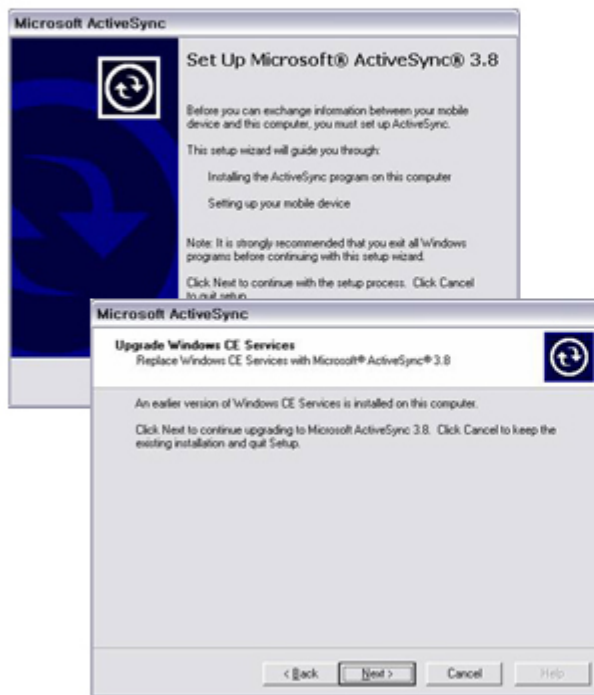 Microsoft ActiveSync
Set Up Microsoft® ActiveSync® 3.8
Before you can exchange information between your mobile
device and this computer, you must set up ActiveSync.
This setup wizard will guide you through:
Installing the ActiveSync program on this computer
Setting up your mobile device
Note: It is strongly recommended that you exit all Windows
programs before continuing with this setup wizard.
Click Next to continue with the setup process. Click Cancel
to quit setup.
Microsoft ActiveSync
Upgrade Windows CE Services
Replace Windows CE Services with Microsoft® ActiveSync® 3.8
An earlier version of Windows CE Services is installed on this computer.
Click Next to continue upgrading to Microsoft ActiveSync 3.8. Click Cancel to keep the
existing installation and quit Setup.
< Back Next > Cancel Help